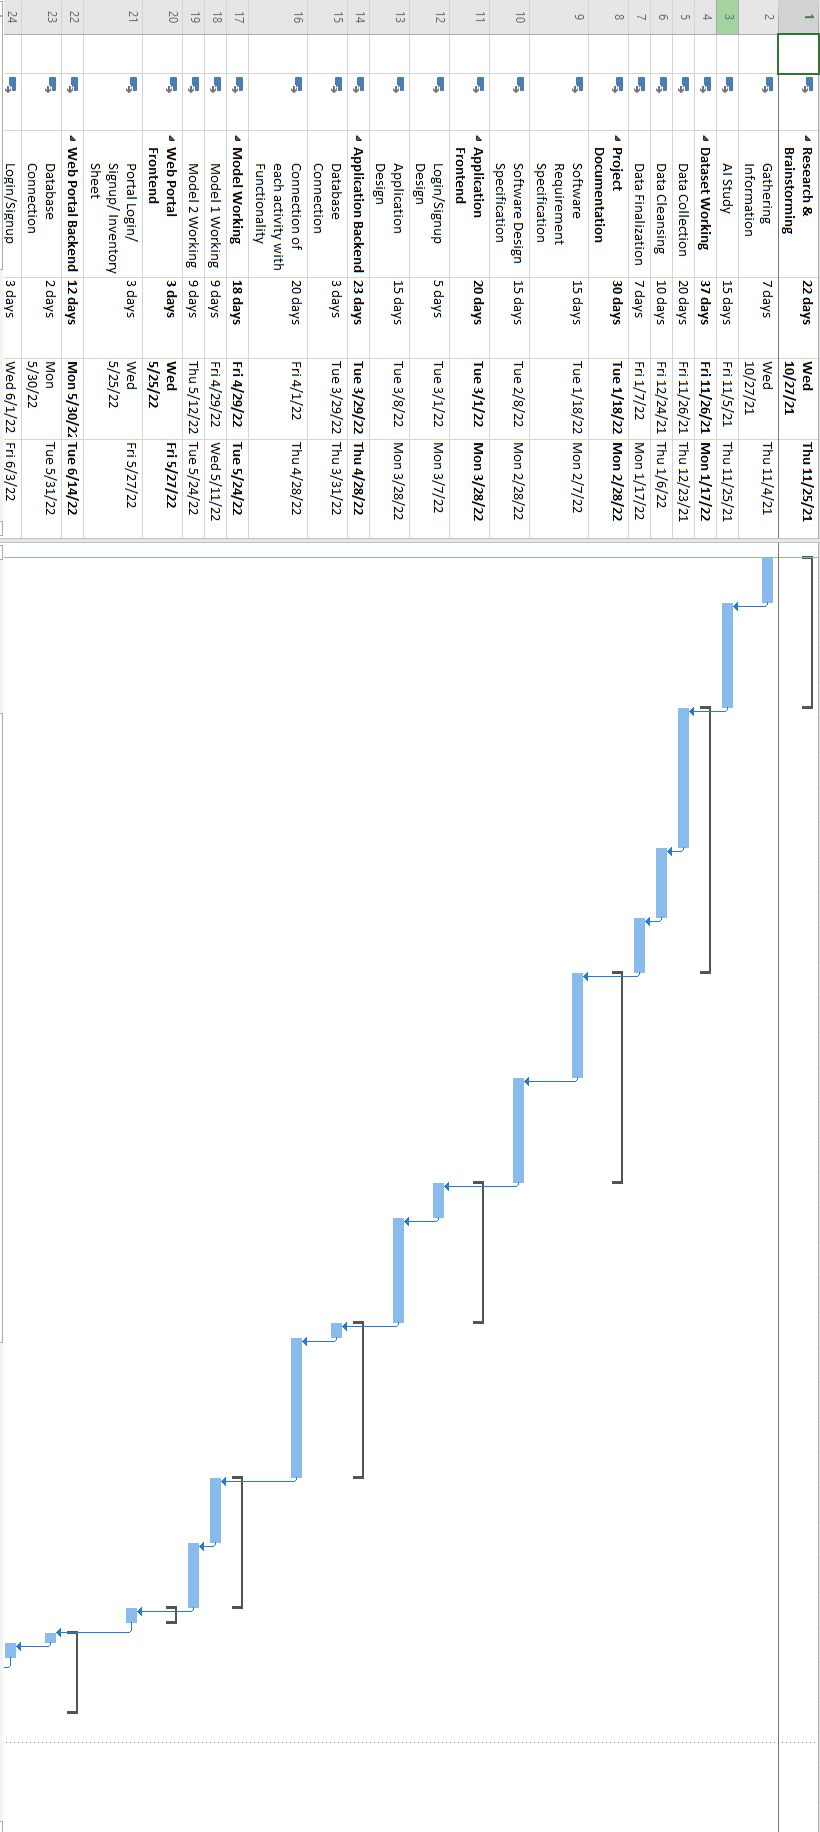 1 Research & Brainstorming 22 days Wed 10/27/21 Thu 11/25/21
2 Gathering Information 7 days Wed 10/27/21 Thu 11/4/21
3 AI Study 15 days Fri 11/5/21 Thu 11/25/21
4 Dataset Working 37 days Fri 11/26/21 Mon 1/17/22
5 Data Collection 20 days Fri 11/26/21 Thu 12/23/21
6 Data Cleansing 10 days Fri 12/24/21 Thu 1/6/22
7 Data Finalization 7 days Fri 1/7/22 Mon 1/17/22
8 Project Documentation 30 days Tue 1/18/22 Mon 2/28/22
9 Software Requirement Specification 15 days Tue 1/18/22 Mon 2/7/22
10 Software Design Specification 15 days Tue 2/8/22 Mon 2/28/22
11 Application Frontend 20 days Tue 3/1/22 Mon 3/28/22
12 Login/Signup Design 5 days Tue 3/1/22 Mon 3/7/22
13 Application Design 15 days Tue 3/8/22 Mon 3/28/22
14 Application Backend 23 days Tue 3/29/22 Thu 4/28/22
15 Database Connection 3 days Tue 3/29/22 Thu 3/31/22
16 Connection of each activity with Functionality 20 days Fri 4/1/22 Thu 4/28/22
17 Model Working 18 days Fri 4/29/22 Tue 5/24/22
18 Model 1 Working 9 days Fri 4/29/22 Wed 5/11/22
19 Model 2 Working 9 days Thu 5/12/22 Tue 5/24/22
20 Web Portal Frontend 3 days Wed 5/25/22 Fri 5/27/22
21 Portal Login/ Signup/ Inventory Sheet 3 days Wed 5/25/22 Fri 5/27/22
22 Web Portal Backend 12 days Mon 5/30/22 Tue 6/14/22
23 Database Connection 2 days Mon 5/30/22 Tue 5/31/22
24 Login/Signup 3 days Wed 6/1/22 Fri 6/3/22